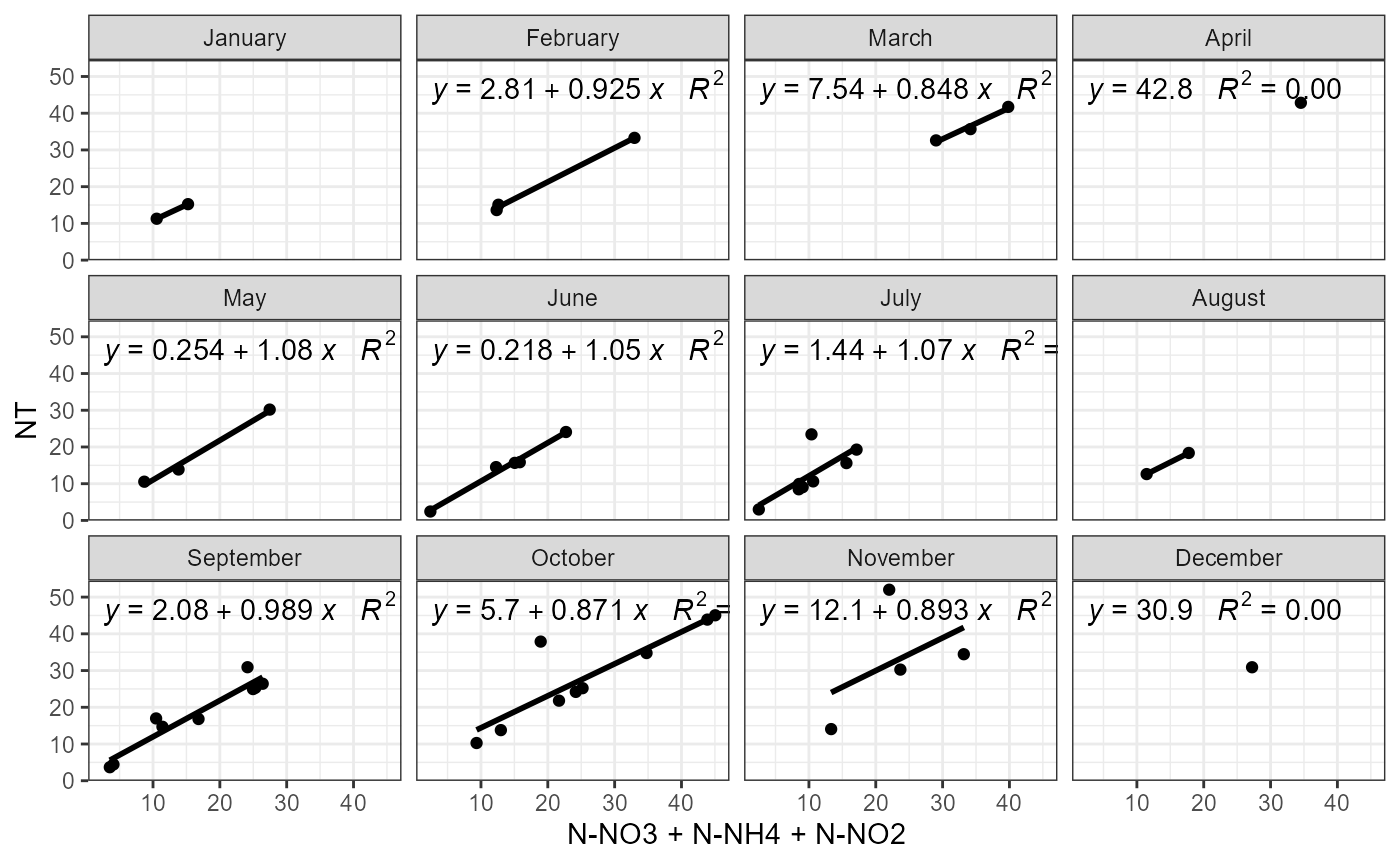 January February March April
50 y = 2.81 + 0.925 x R² y = 7.54 + 0.848 x R² y = 42.8 R² = 0.00
40
30
20
10
0
May June July August
50 y = 0.254 + 1.08 x R² y = 0.218 + 1.05 x R² y = 1.44 + 1.07 x R² =
40
30
20
10
0
NT
September October November December
50 y = 2.08 + 0.989 x R² y = 5.7 + 0.871 x R² = y = 12.1 + 0.893 x R² y = 30.9 R² = 0.00
40
30
20
10
0
10 20 30 40 10 20 30 40 10 20 30 40 10 20 30 40
N-NO3 + N-NH4 + N-NO2